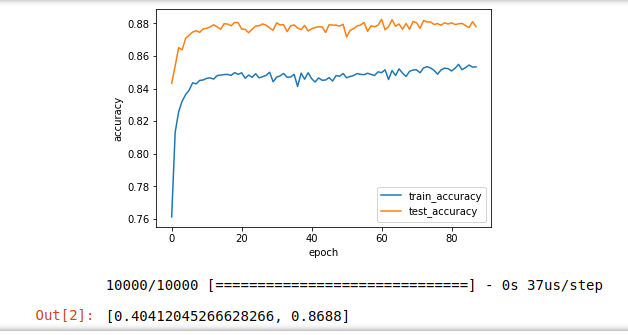 0.88
0.86
0.84
0.82
0.80
0.78
0.76
accuracy
train_accuracy
test_accuracy
0 20 40 60 80
epoch
10000/10000 [==============================] - 0s 37us/step
Out[2]: [0.40412045266628266, 0.8688]